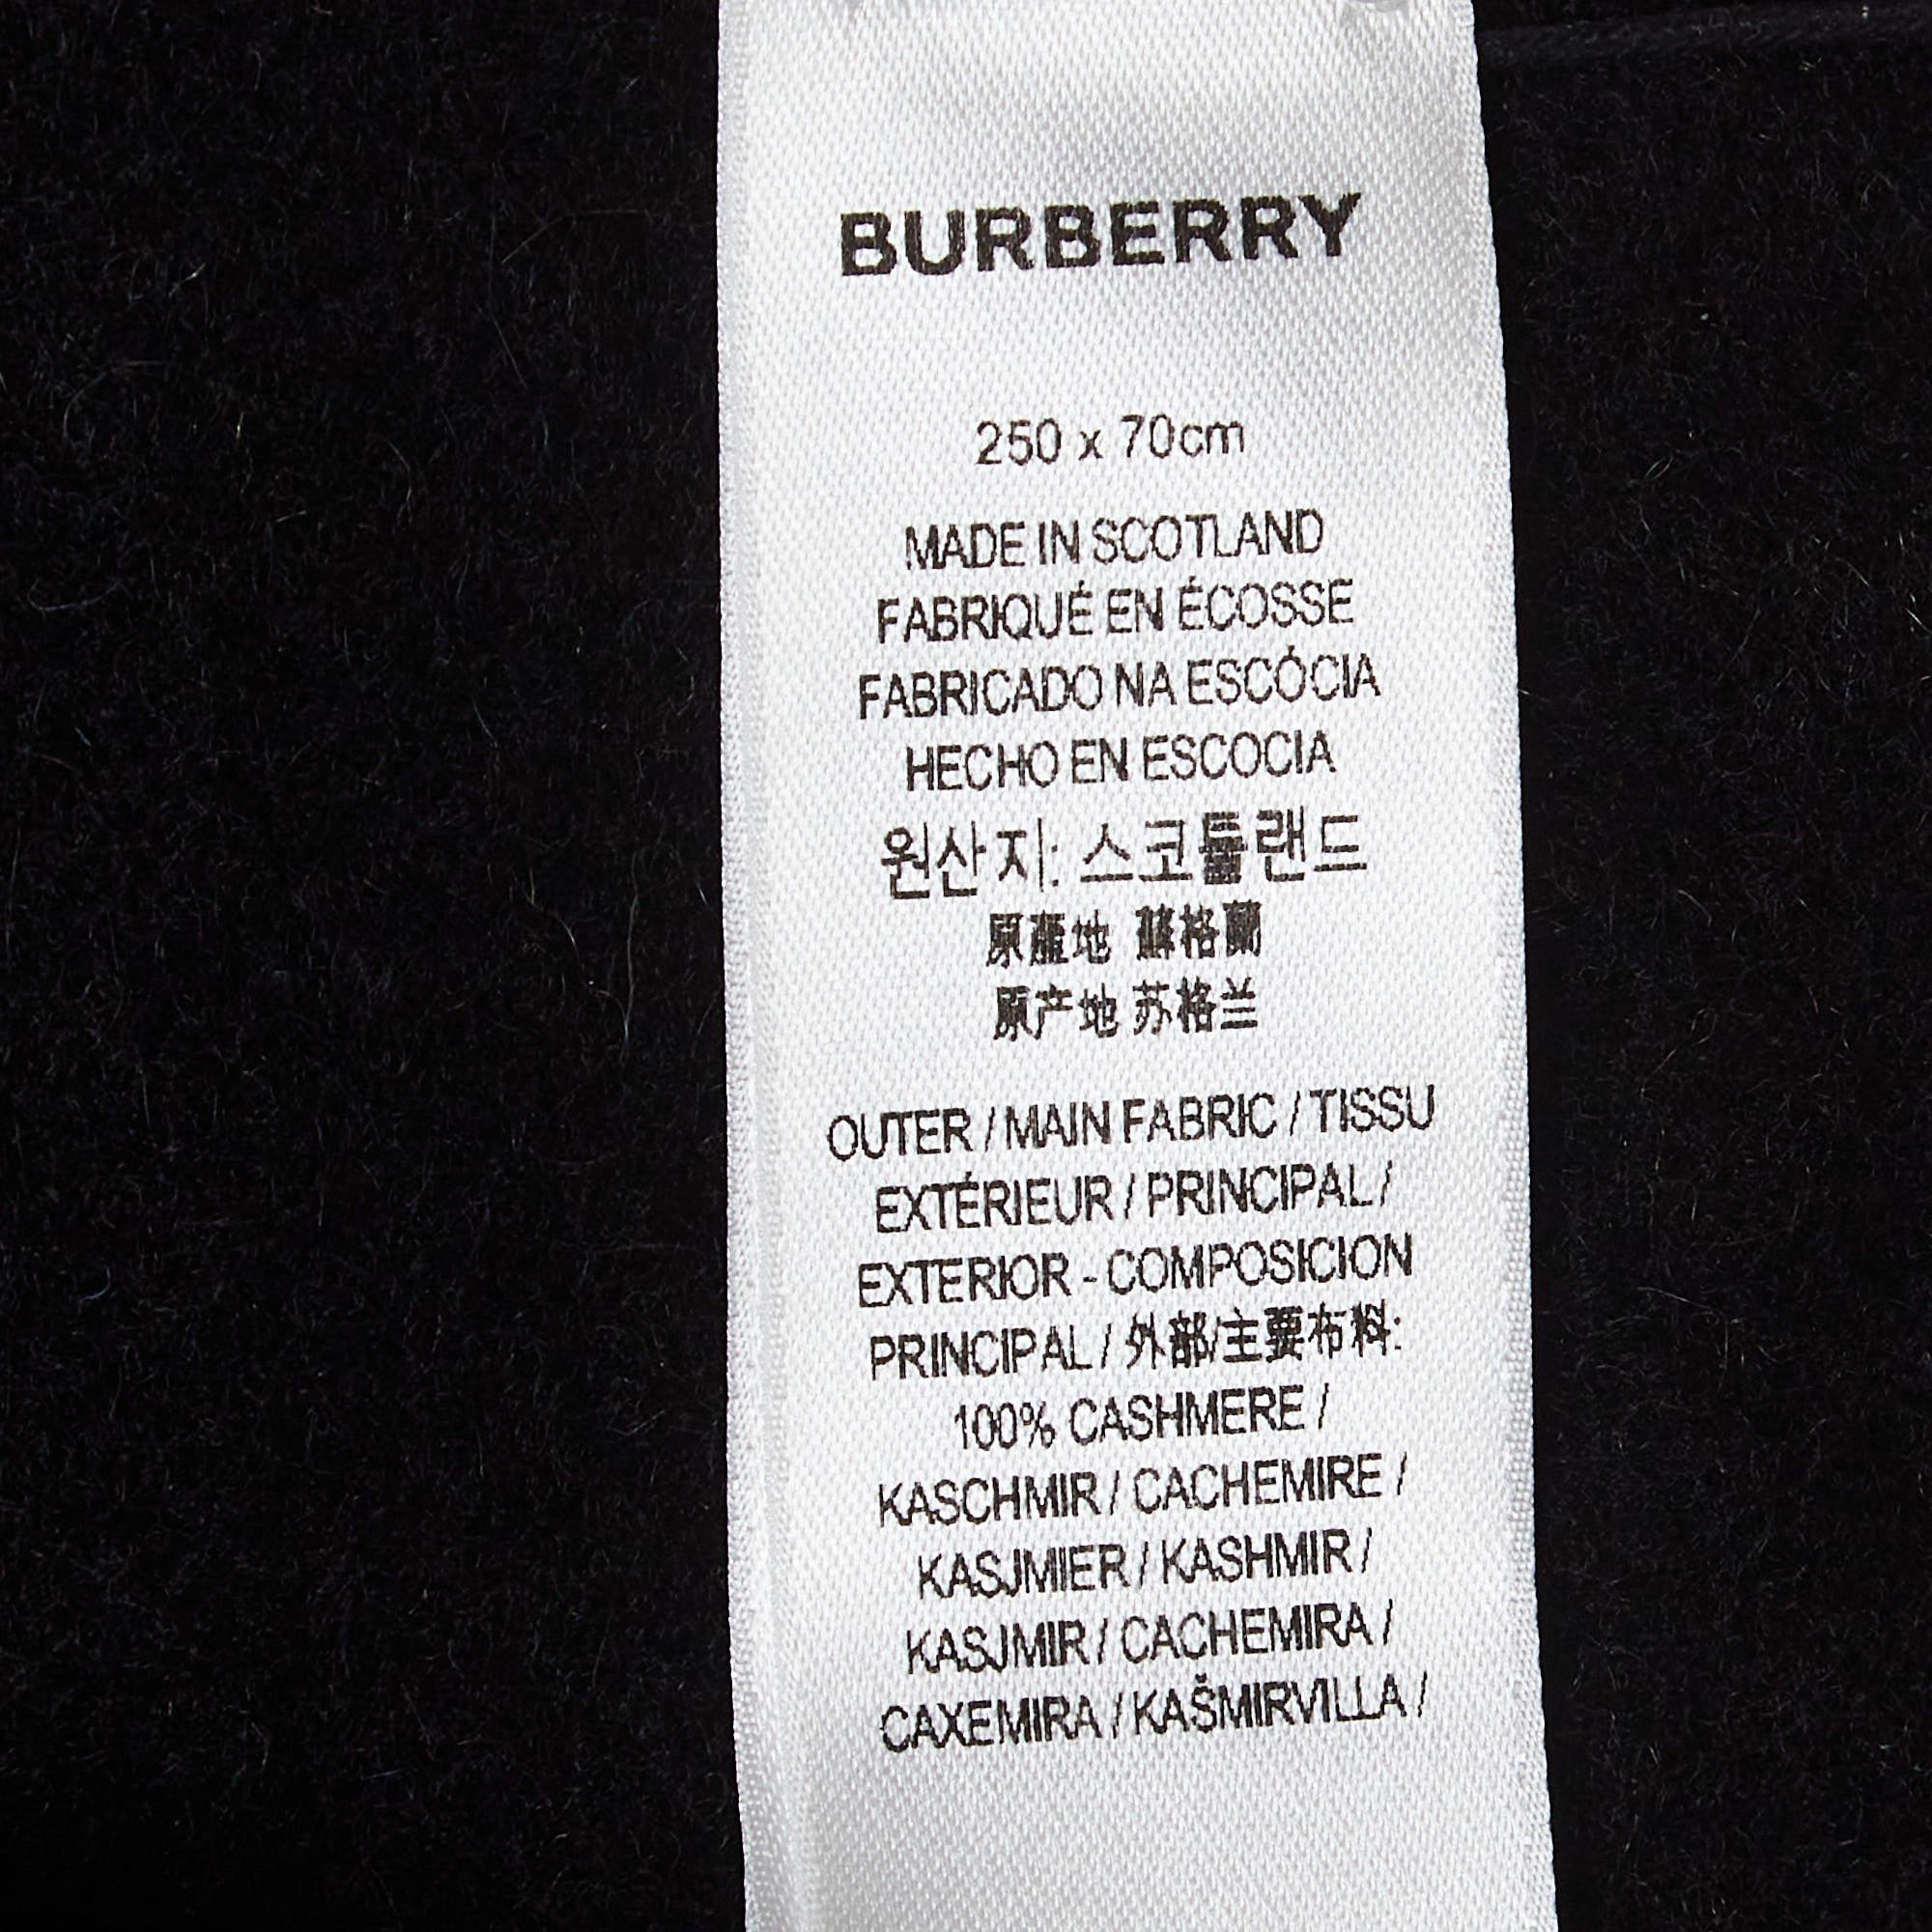 BURBERRY
250 x 70cm
MADE IN SCOTLAND
FABRIQUÉ EN ÉCOSSE
FABRICADO NA ESCÓCIA
HECHO EN ESCOCIA
원산지: 스코틀랜드
原產地 蘇格蘭
原产地 苏格兰
OUTER / MAIN FABRIC / TISSU
EXTÉRIEUR / PRINCIPAL /
EXTERIOR - COMPOSICION
PRINCIPAL / 外部/主要布料:
100% CASHMERE /
KASCHMIR / CACHEMIRE /
KASJMIER / KASHMIR /
KASJMIR / CACHEMIRA /
CAXEMIRA / KAŠMIRVILLA /